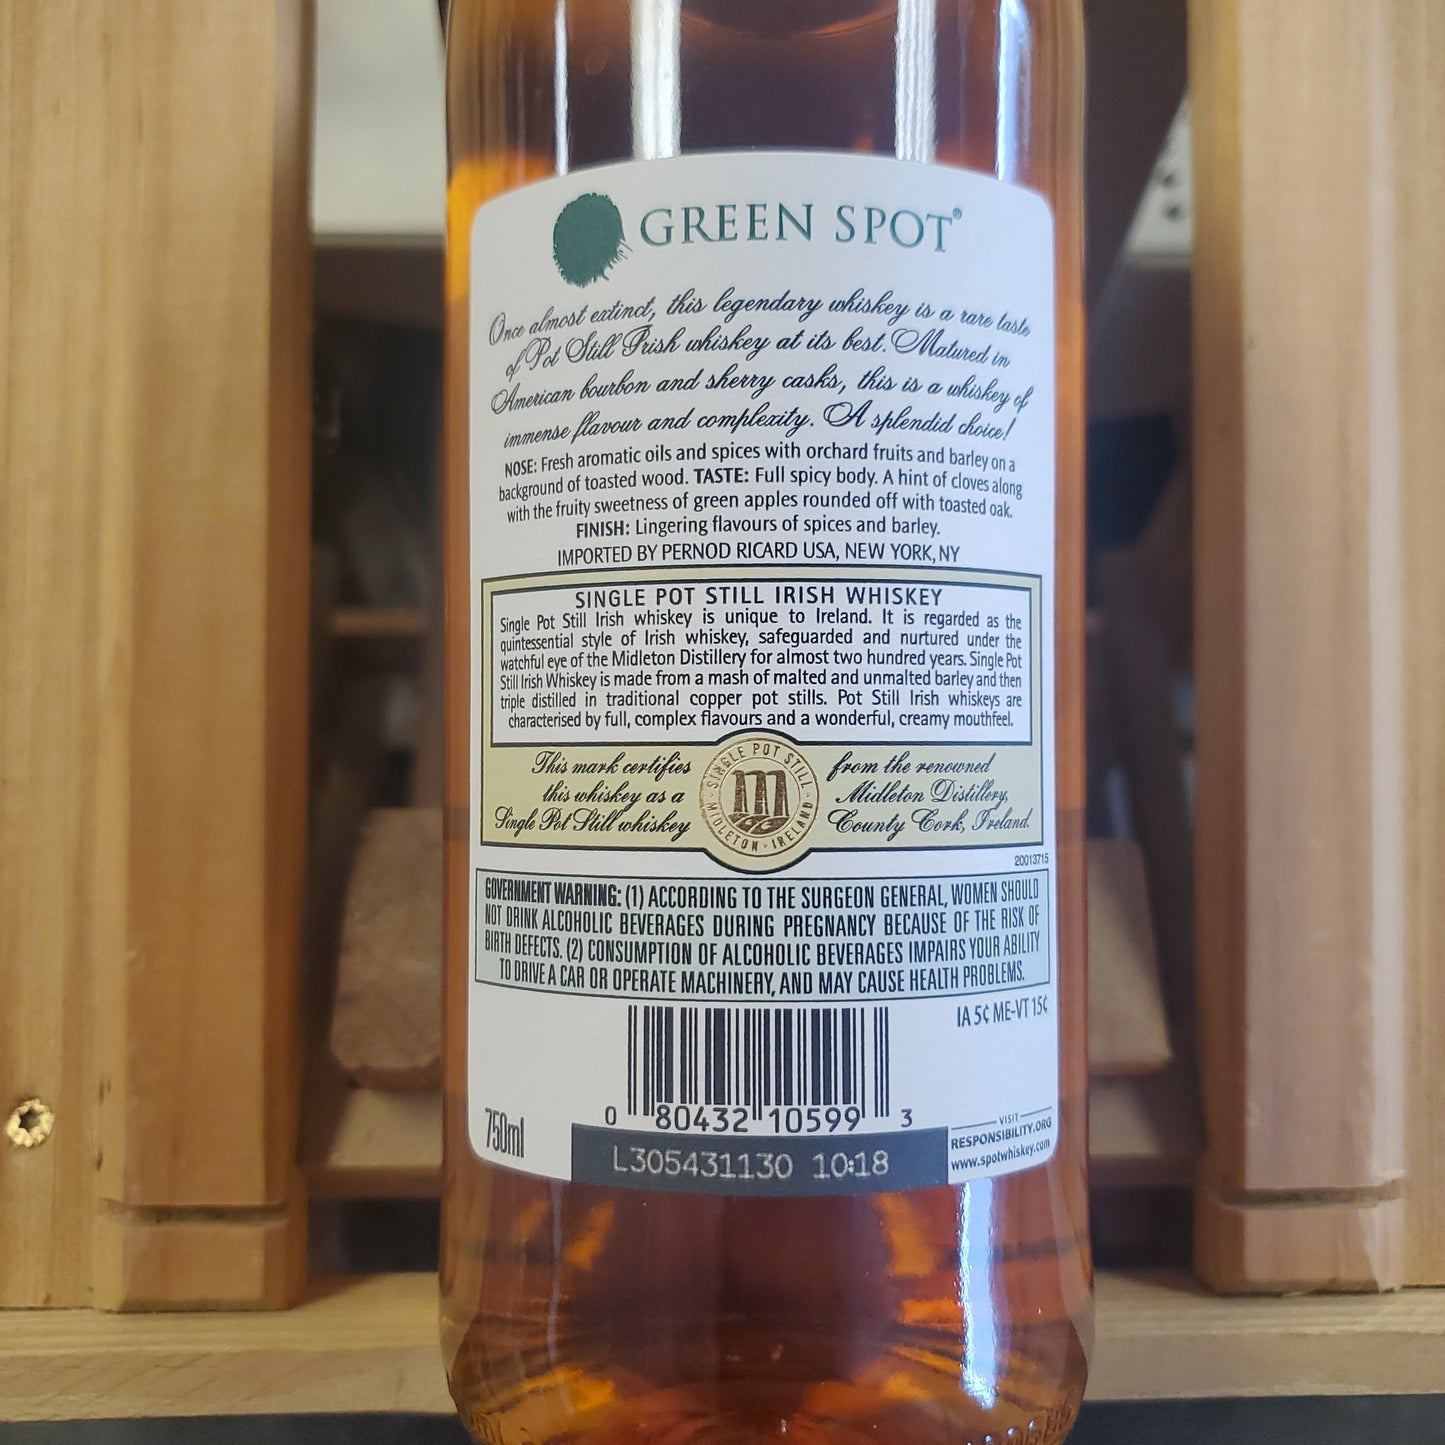 GREEN SPOT®
Once almost extinct, this legendary whiskey is a rare taste
of Pot Still Irish whiskey at its best. Matured in
American bourbon and sherry casks, this is a whiskey of
immense flavour and complexity. A splendid choice!
NOSE: Fresh aromatic oils and spices with orchard fruits and barley on a
background of toasted wood. TASTE: Full spicy body. A hint of cloves along
with the fruity sweetness of green apples rounded off with toasted oak.
FINISH: Lingering flavours of spices and barley.
IMPORTED BY PERNOD RICARD USA, NEW YORK, NY
SINGLE POT STILL IRISH WHISKEY
Single Pot Still Irish whiskey is unique to Ireland. It is regarded as the
quintessential style of Irish whiskey, safeguarded and nurtured under the
watchful eye of the Midleton Distillery for almost two hundred years. Single Pot
Still Irish Whiskey is made from a mash of malted and unmalted barley and then
triple distilled in traditional copper pot stills. Pot Still Irish whiskeys are
characterised by full, complex flavours and a wonderful, creamy mouthfeel.
This mark certifies
this whiskey as a
Single Pot Still whiskey
SINGLE POT STILL
M
MIDLETON · IRELAND
from the renowned
Midleton Distillery,
County Cork, Ireland.
20013715
GOVERNMENT WARNING: (1) ACCORDING TO THE SURGEON GENERAL, WOMEN SHOULD
NOT DRINK ALCOHOLIC BEVERAGES DURING PREGNANCY BECAUSE OF THE RISK OF
BIRTH DEFECTS. (2) CONSUMPTION OF ALCOHOLIC BEVERAGES IMPAIRS YOUR ABILITY
TO DRIVE A CAR OR OPERATE MACHINERY, AND MAY CAUSE HEALTH PROBLEMS.
IA 5¢ ME-VT 15¢
0 80432 10599 3
750ml
VISIT
RESPONSIBILITY.ORG
www.spotwhiskey.com
L305431130 10:18